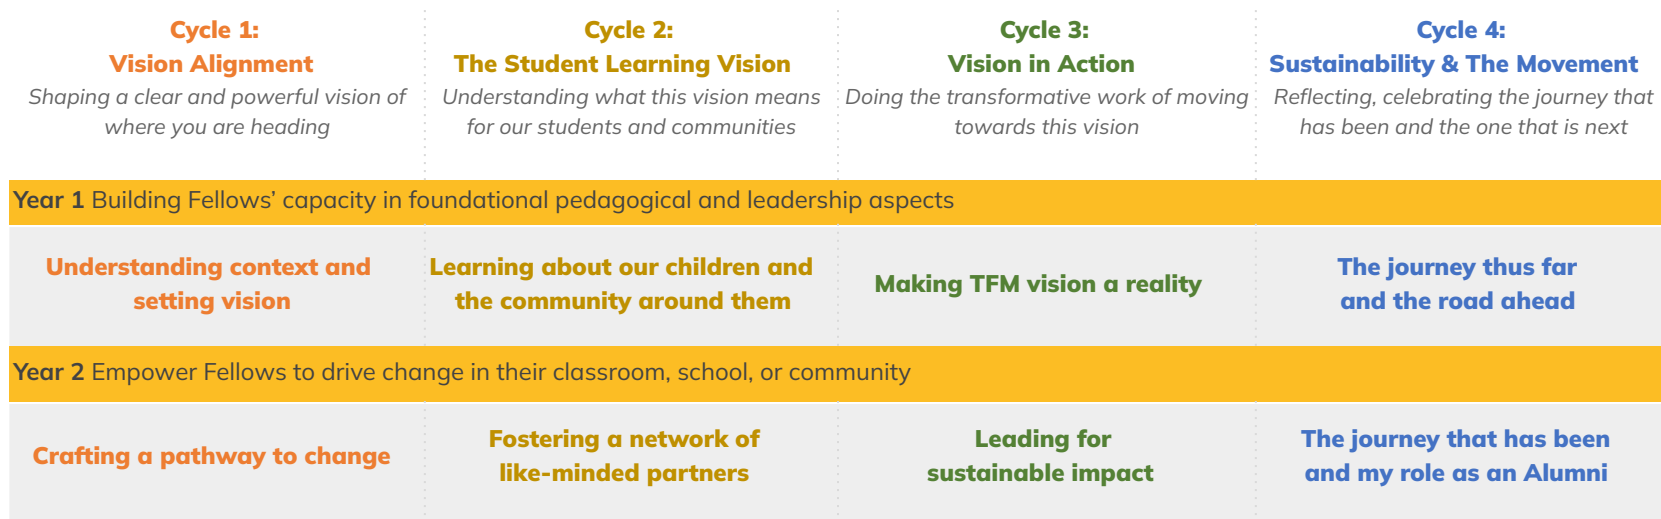 Cycle 1:
Vision Alignment
Shaping a clear and powerful vision of
where you are heading
Cycle 2:
The Student Learning Vision
Understanding what this vision means
for our students and communities
Cycle 3:
Vision in Action
Doing the transformative work of moving
towards this vision
Cycle 4:
Sustainability & The Movement
Reflecting, celebrating the journey that
has been and the one that is next
Year 1 Building Fellows’ capacity in foundational pedagogical and leadership aspects
Understanding context and
setting vision
Learning about our children and
the community around them
Making TFM vision a reality
The journey thus far
and the road ahead
Year 2 Empower Fellows to drive change in their classroom, school, or community
Crafting a pathway to change
Fostering a network of
like-minded partners
Leading for
sustainable impact
The journey that has been
and my role as an Alumni